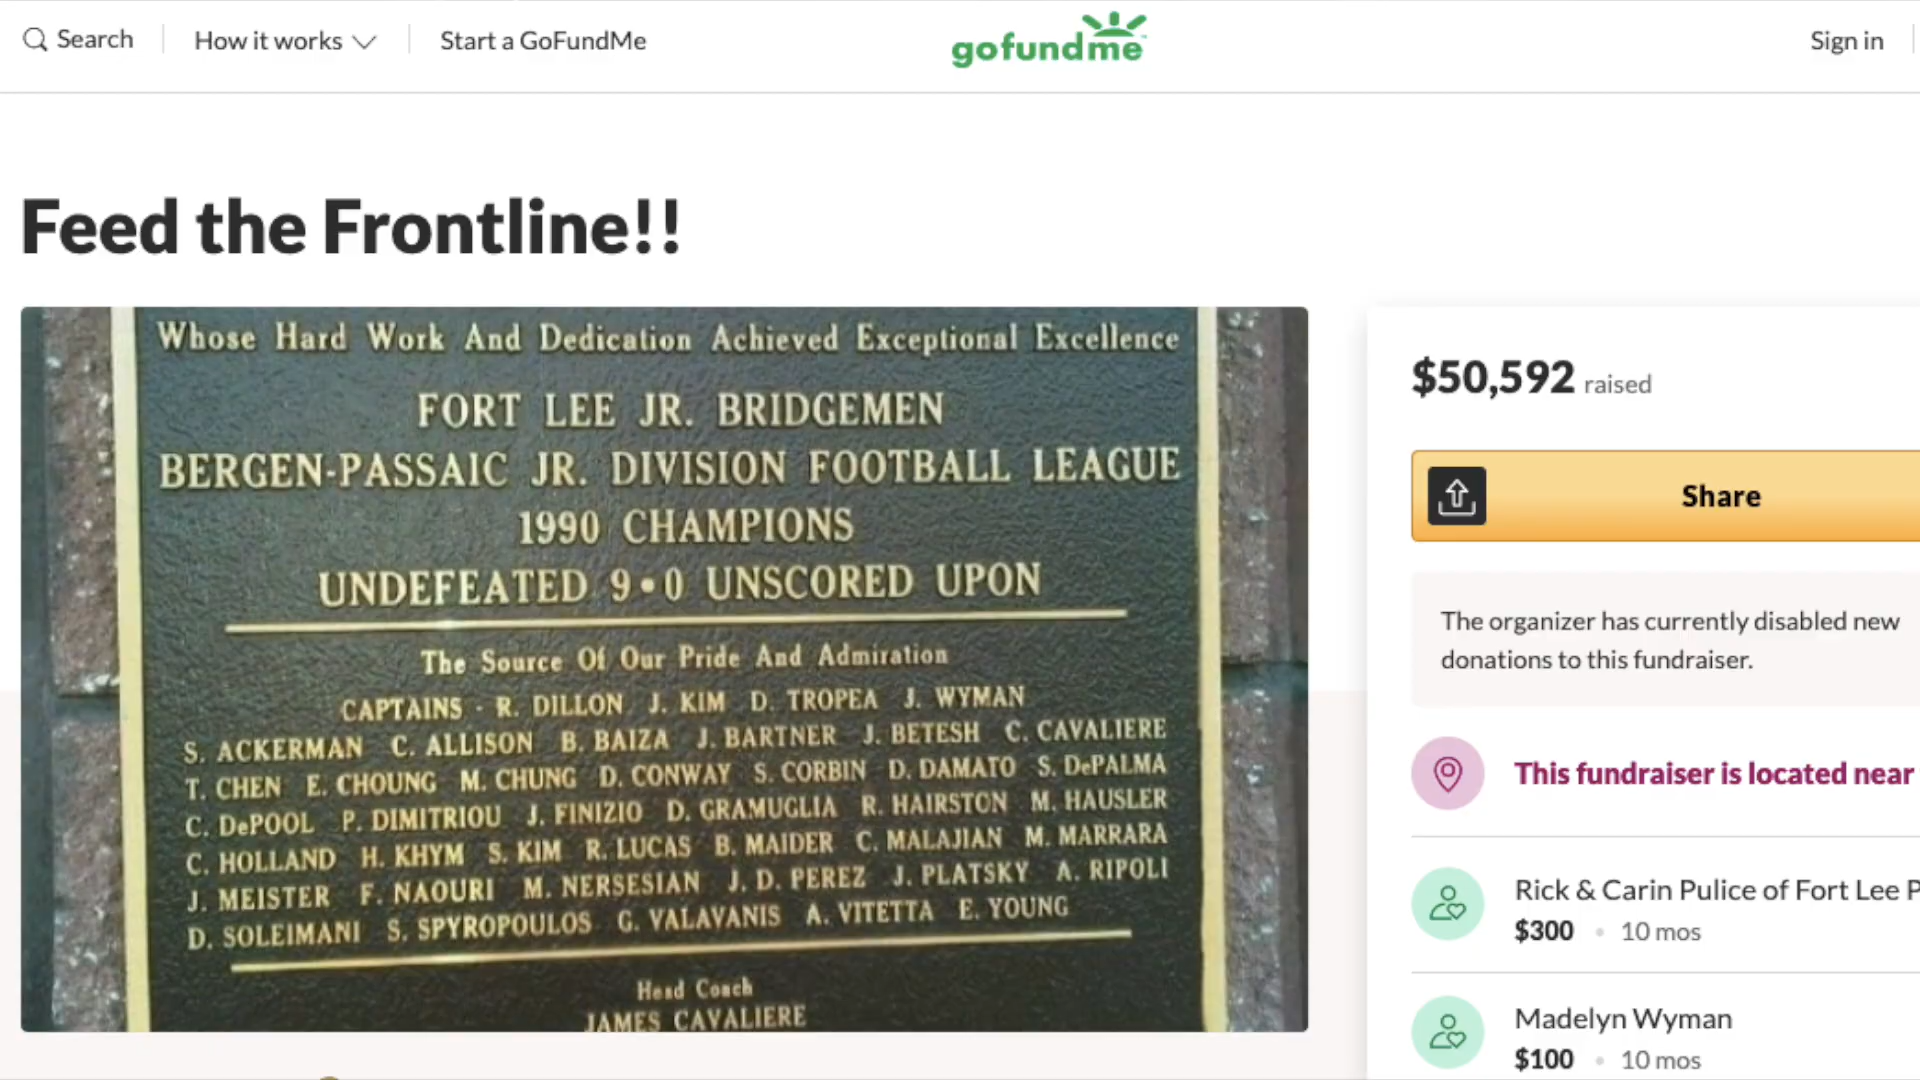 Search
How it works
Start a GoFundMe
gofundme
Sign in
Feed the Frontline!!
Whose Hard Work And Dedication Achieved Exceptional Excellence
FORT LEE JR. BRIDGEMEN
BERGEN-PASSAIC JR. DIVISION FOOTBALL LEAGUE
1990 CHAMPIONS
UNDEFEATED 9•0 UNSCORED UPON
The Source Of Our Pride And Admiration
CAPTAINS - R. DILLON J. KIM D. TROPEA J. WYMAN
S. ACKERMAN C. ALLISON B. BAIZA J. BARTNER J. BETESH C. CAVALIERE
T. CHEN E. CHOUNG M. CHUNG D. CONWAY S. CORBIN D. DAMATO S. DePALMA
C. DePOOL P. DIMITRIOU J. FINIZIO D. GRAMUGLIA R. HAIRSTON M. HAUSLER
C. HOLLAND H. KHYM S. KIM R. LUCAS B. MAIDER C. MALAJIAN M. MARRARA
J. MEISTER F. NAOURI M. NERSESIAN J. D. PEREZ J. PLATSKY A. RIPOLI
D. SOLEIMANI S. SPYROPOULOS G. VALAVANIS A. VITETTA E. YOUNG
Head Coach
JAMES CAVALIERE
$50,592 raised
Share
The organizer has currently disabled new
donations to this fundraiser.
This fundraiser is located near
Rick & Carin Pulice of Fort Lee P
$300 • 10 mos
Madelyn Wyman
$100 • 10 mos